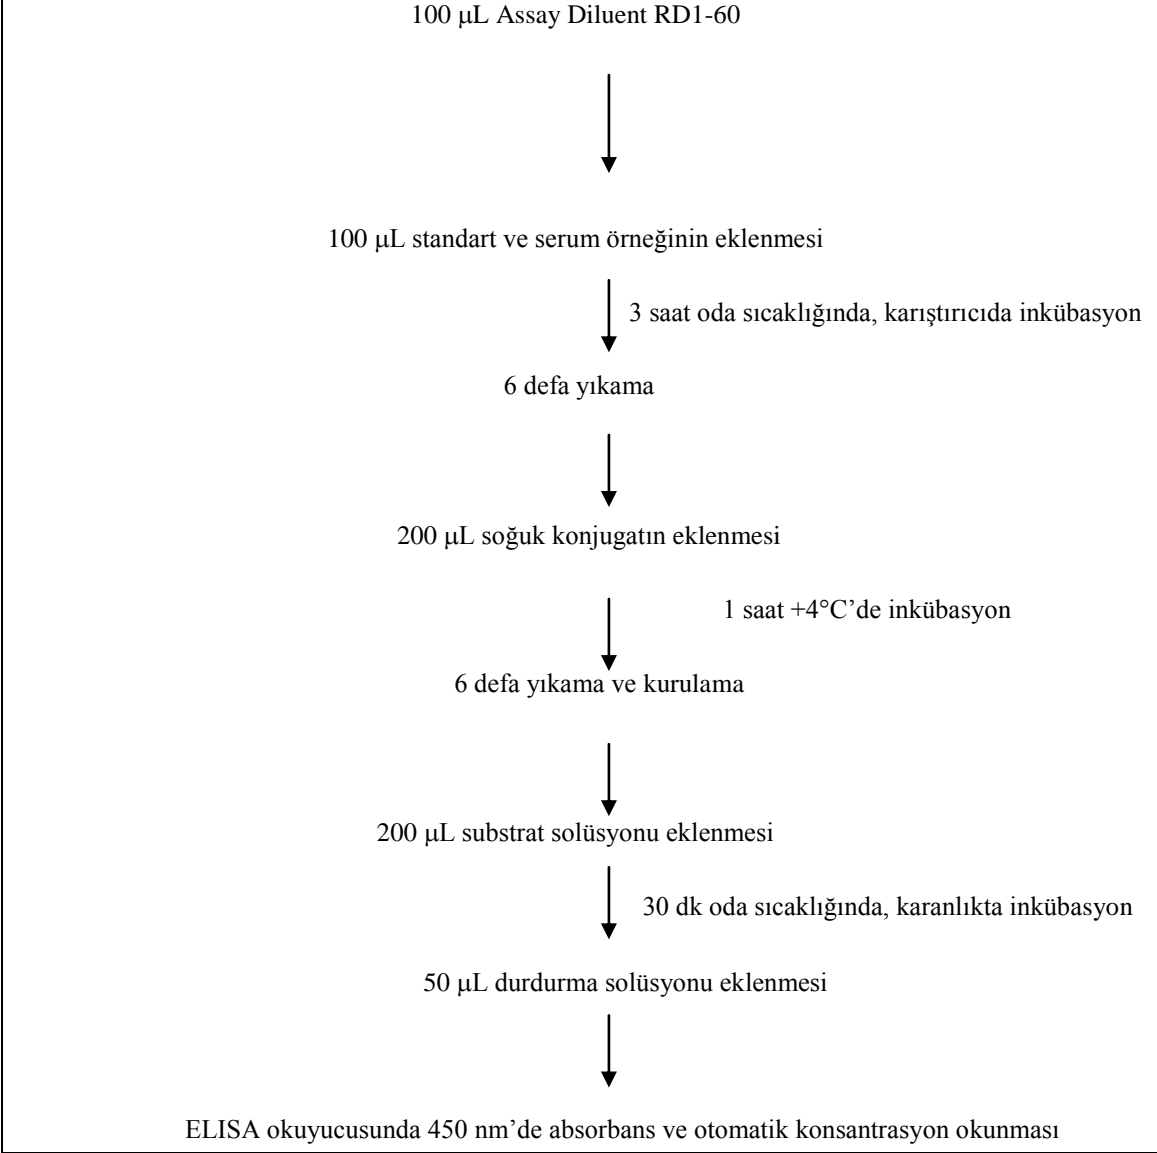 100 µL Assay Diluent RD1-60
100 µL standart ve serum örneğinin eklenmesi
3 saat oda sıcaklığında, karıştırıcıda inkübasyon
6 defa yıkama
200 µL soğuk konjugatın eklenmesi
1 saat +4°C’de inkübasyon
6 defa yıkama ve kurulama
200 µL substrat solüsyonu eklenmesi
30 dk oda sıcaklığında, karanlıkta inkübasyon
50 µL durdurma solüsyonu eklenmesi
ELISA okuyucusunda 450 nm’de absorbans ve otomatik konsantrasyon okunması